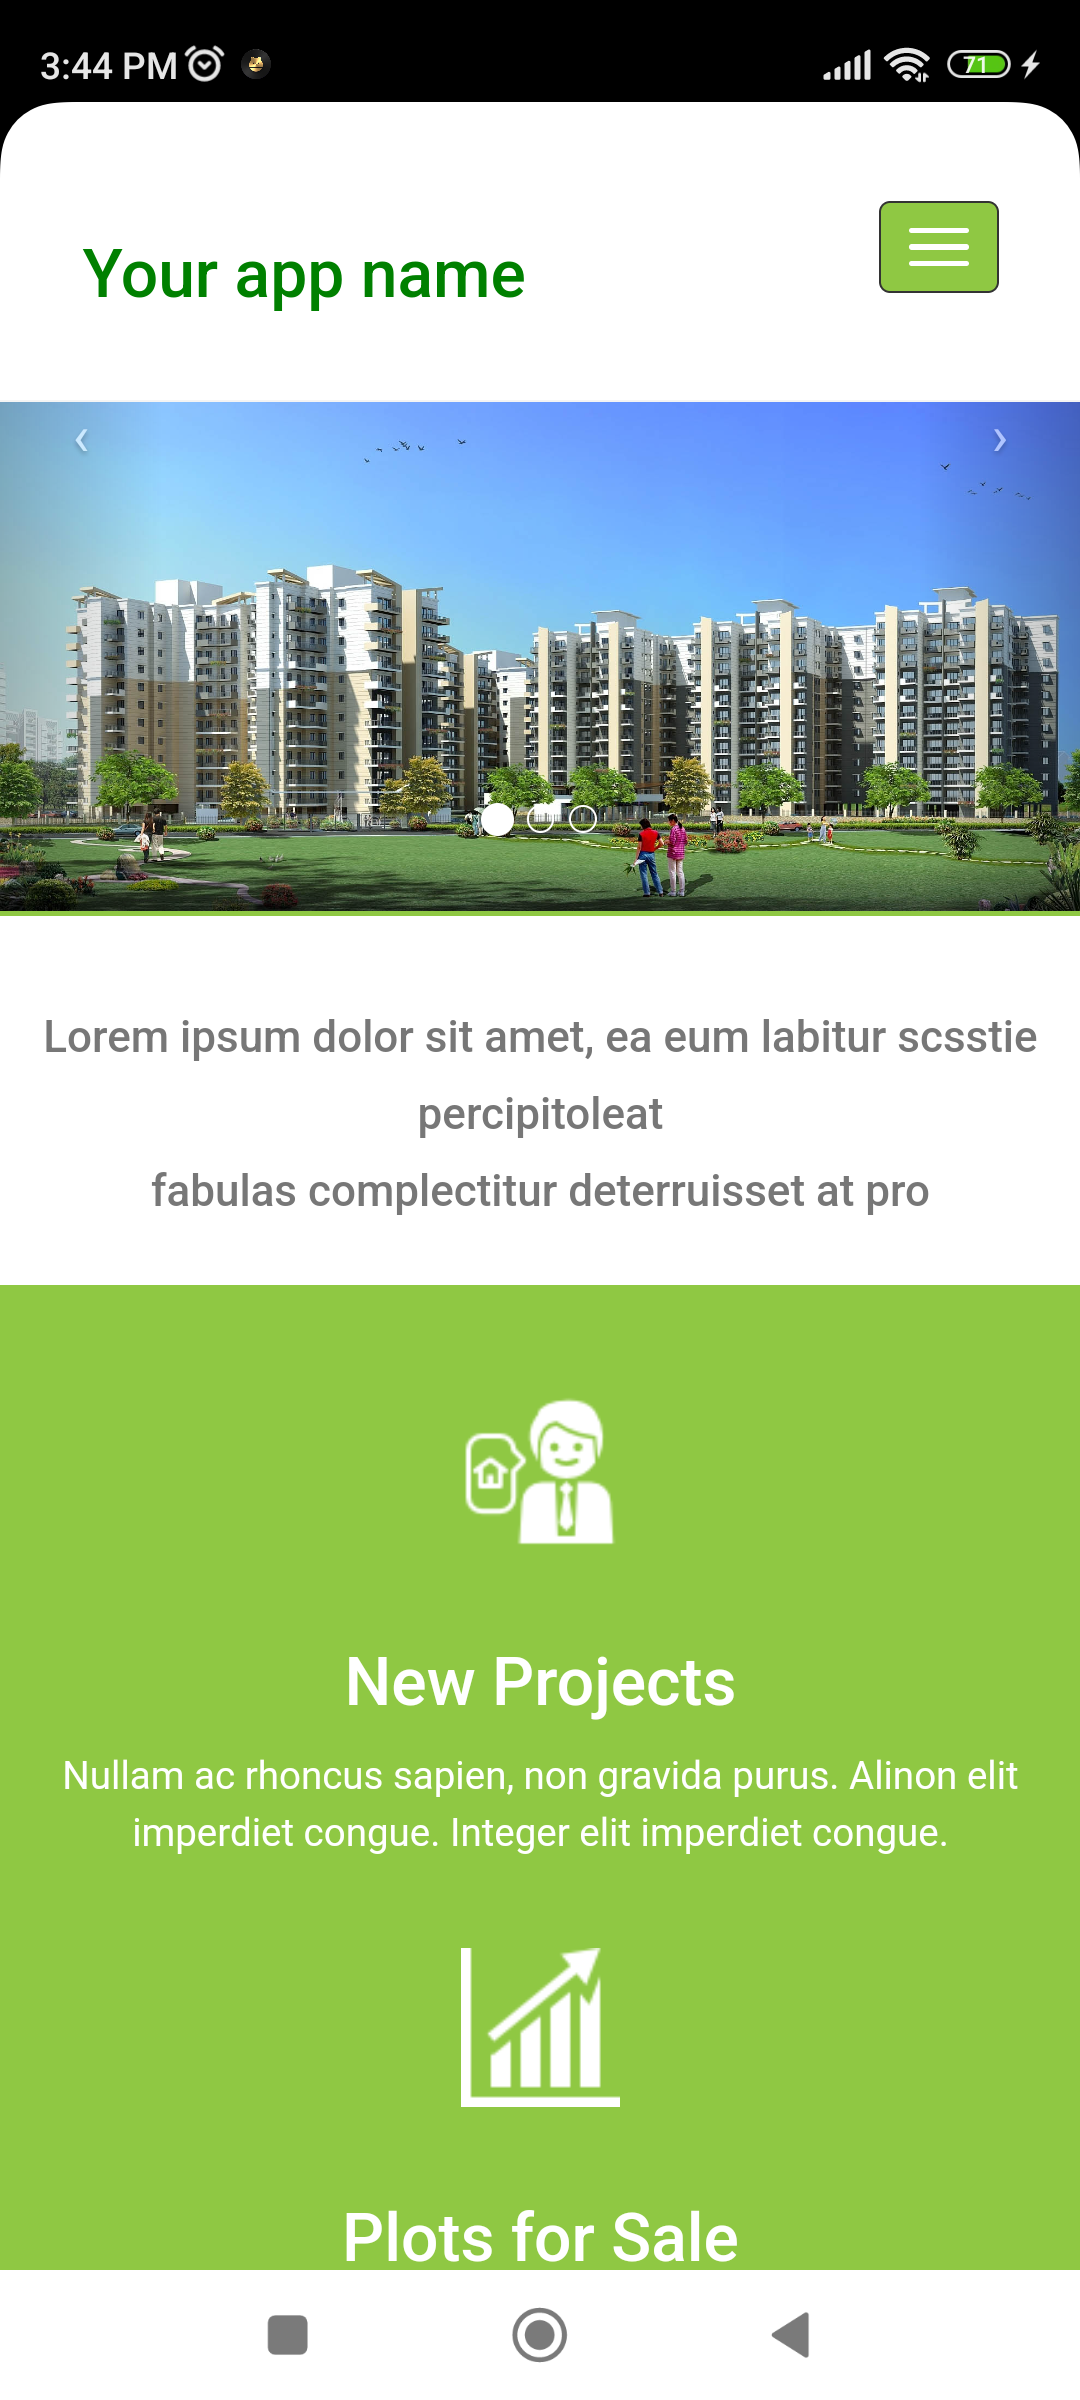 3:44 PM
71
Your app name
Lorem ipsum dolor sit amet, ea eum labitur scsstie
percipitoleat
fabulas complectitur deterruisset at pro
New Projects
Nullam ac rhoncus sapien, non gravida purus. Alinon elit
imperdiet congue. Integer elit imperdiet congue.
Plots for Sale